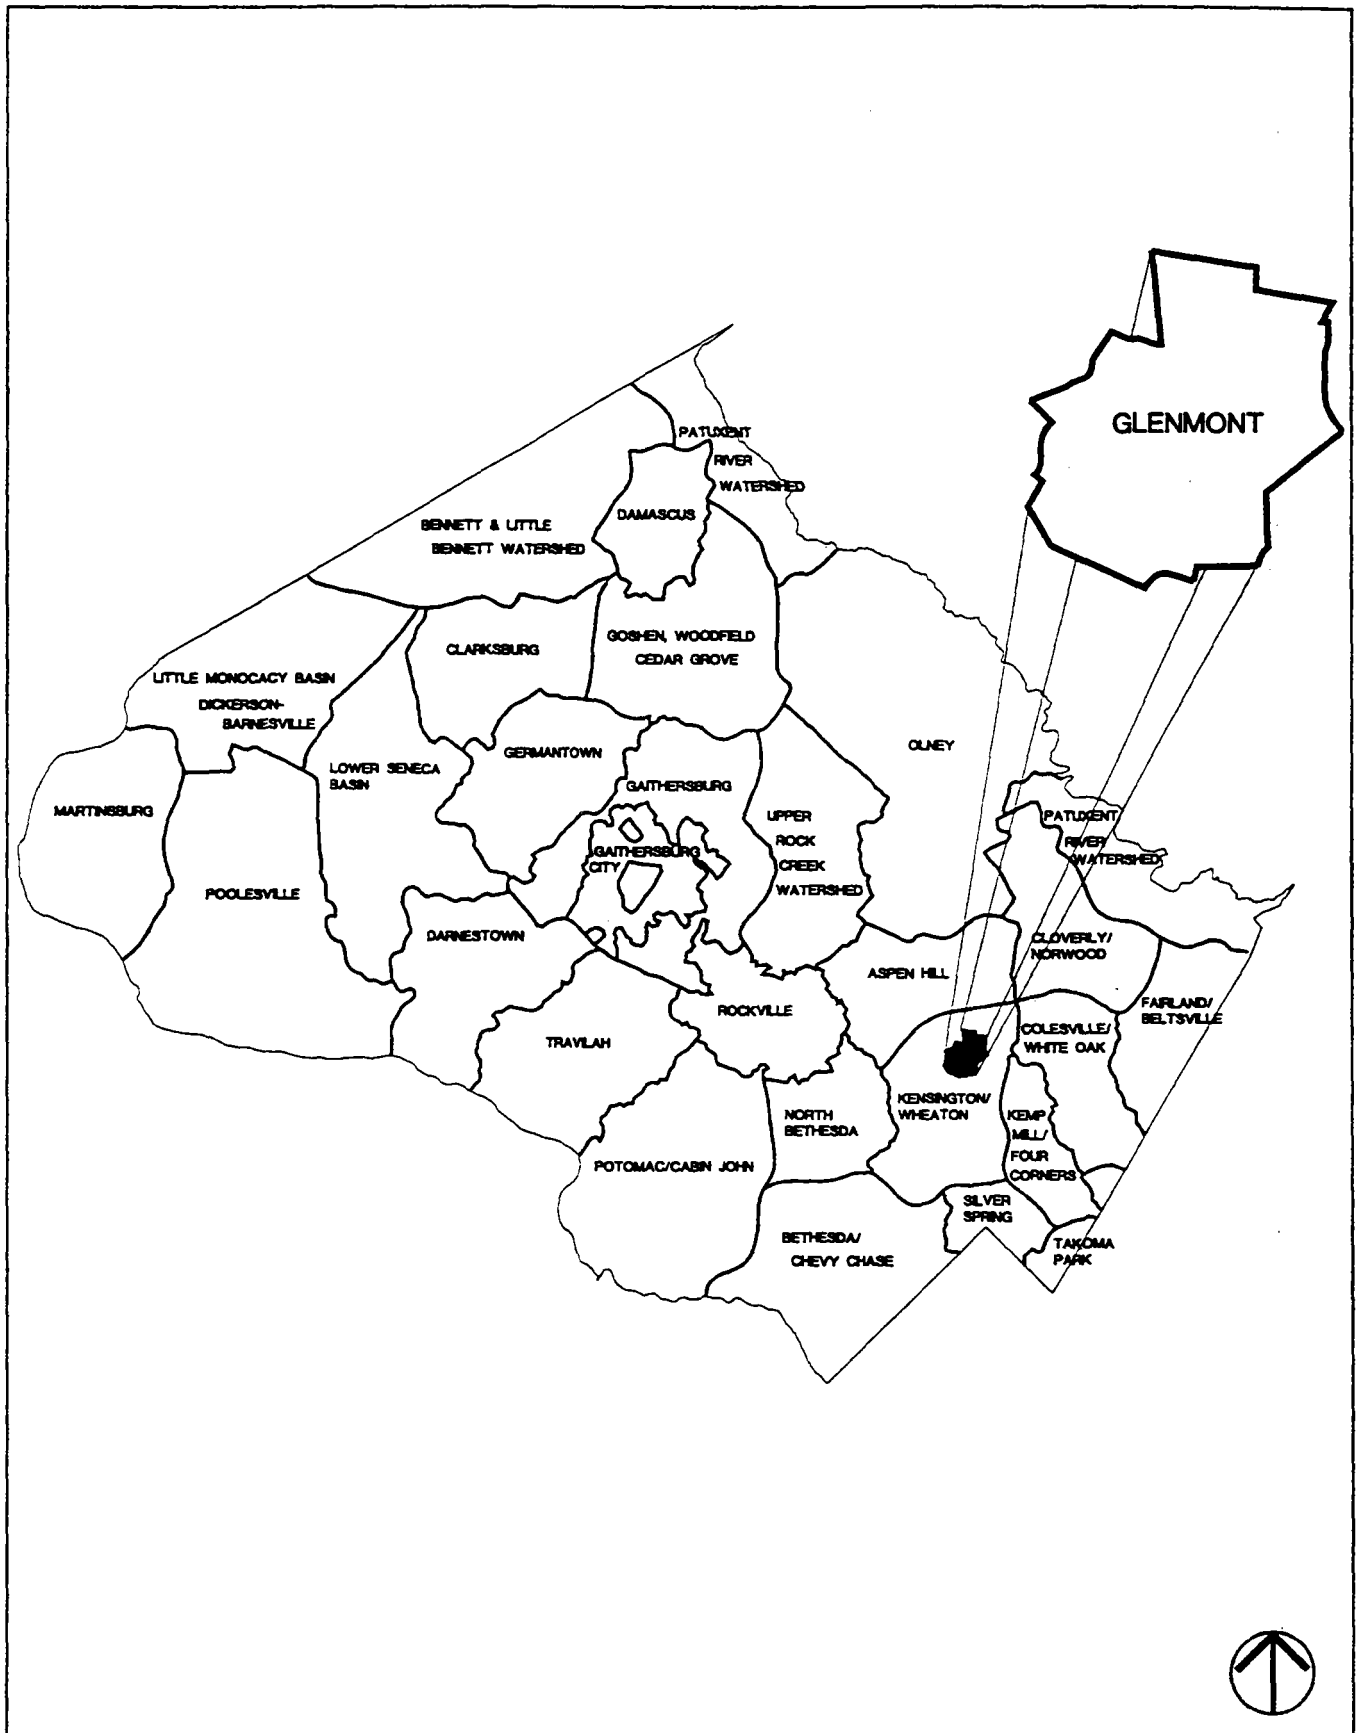 GLENMONT
PATUXENT
RIVER
WATERSHED
DAMASCUS
BENNETT & LITTLE
BENNETT WATERSHED
CLARKSBURG
GOSHEN, WOODFIELD
CEDAR GROVE
LITTLE MONOCACY BASIN
DICKERSON-
BARNESVILLE
GERMANTOWN
OLNEY
LOWER SENECA
BASIN
GAITHERSBURG
MARTINSBURG
UPPER
ROCK
CREEK
WATERSHED
PATUXENT
RIVER
WATERSHED
GAITHERSBURG
CITY
POOLESVILLE
DARNESTOWN
CLOVERLY/
NORWOOD
ASPEN HILL
FAIRLAND/
BELTSVILLE
ROCKVILLE
COLESVILLE/
WHITE OAK
TRAVILAH
KENSINGTON/
WHEATON
NORTH
BETHESDA
KEMP
MILL/
FOUR
CORNERS
POTOMAC/CABIN JOHN
SILVER
SPRING
BETHESDA/
CHEVY CHASE
TAKOMA
PARK